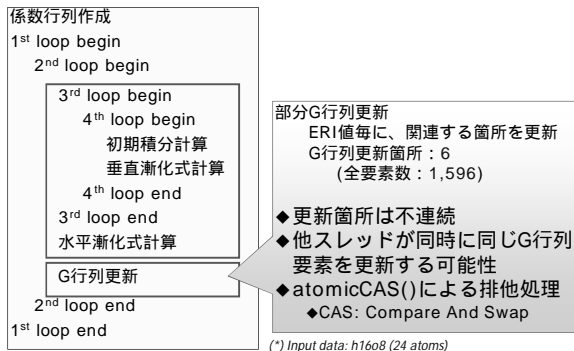 係数行列作成
1st loop begin
2nd loop begin
3rd loop begin
4th loop begin
初期積分計算
垂直漸化式計算
4th loop end
3rd loop end
水平漸化式計算
G行列更新
2nd loop end
1st loop end
部分G行列更新
ERI値毎に、関連する箇所を更新
G行列更新箇所：6
(全要素数：1,596)
◆更新箇所は不連続
◆他スレッドが同時に同じG行列
要素を更新する可能性
◆atomicCAS()による排他処理
◆CAS: Compare And Swap
(*) Input data: h16o8 (24 atoms)